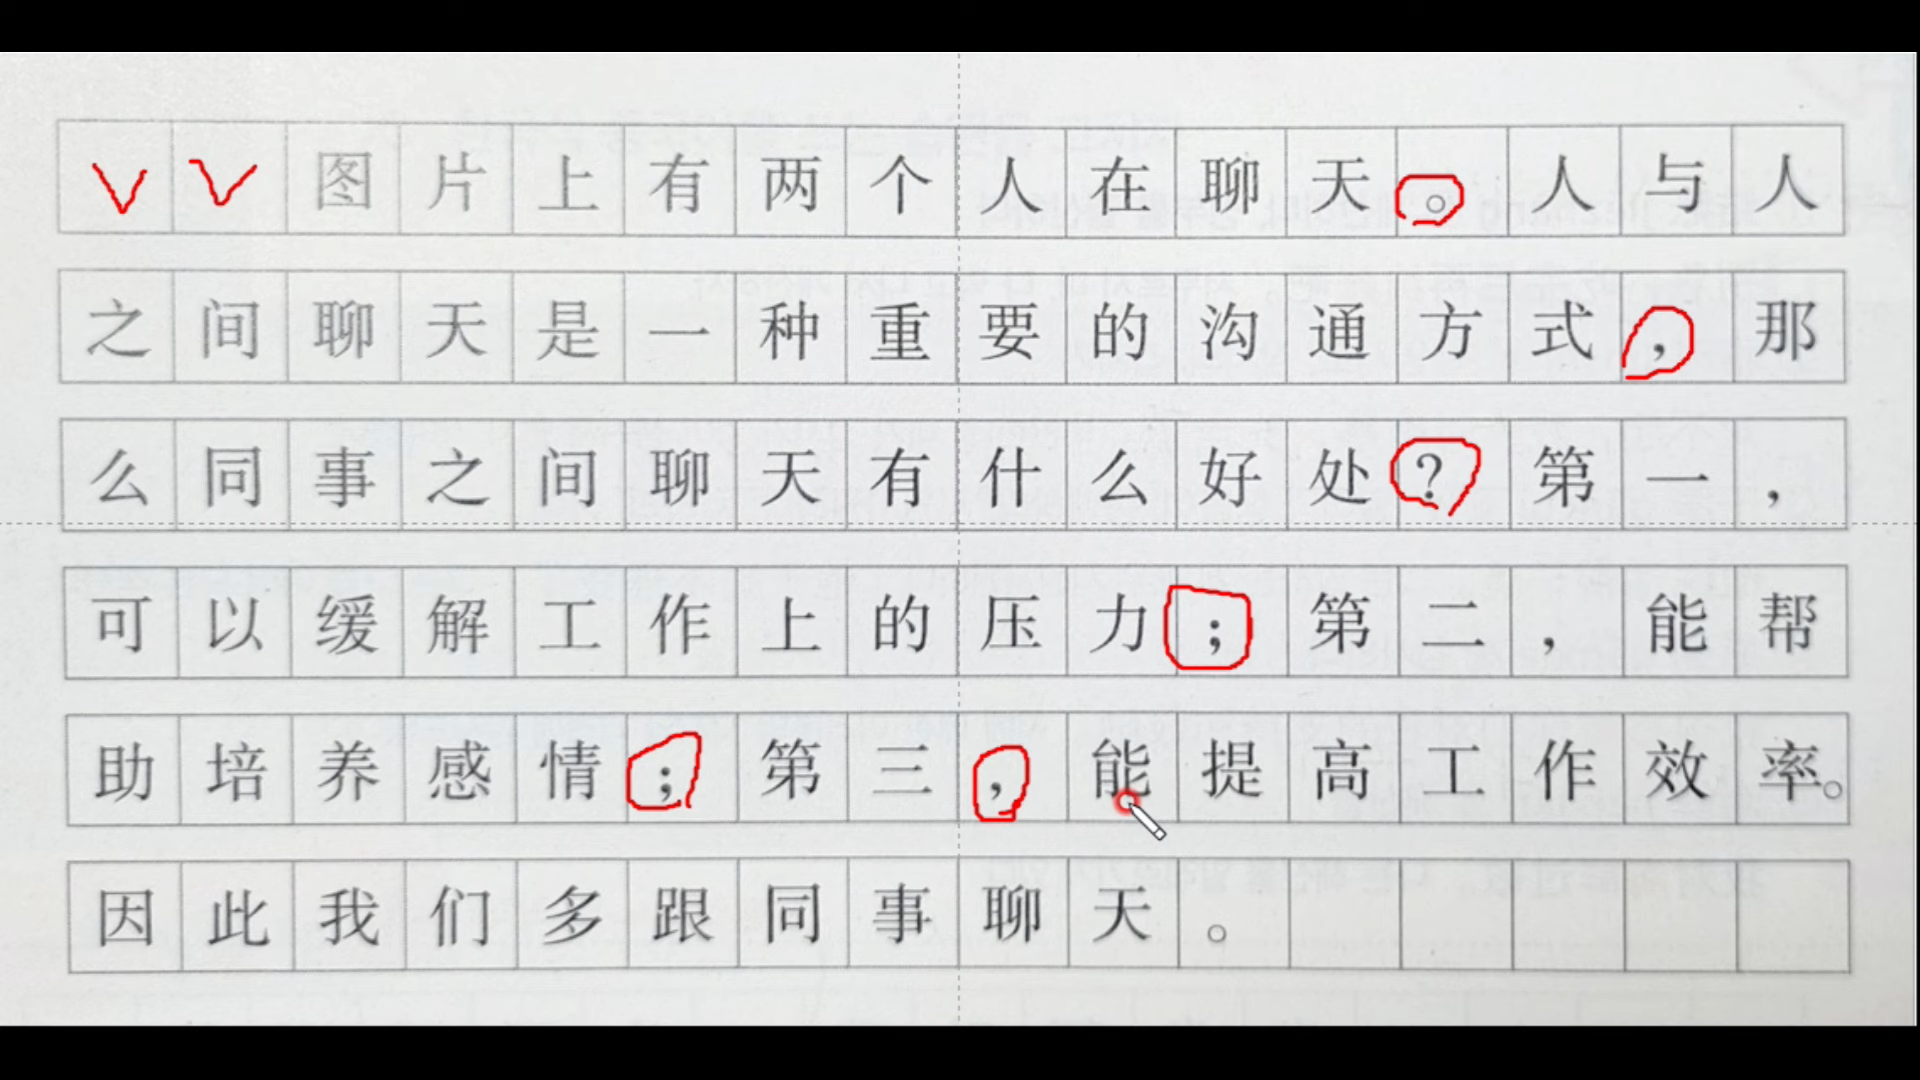 图片上有两个人在聊天。人与人
之间聊天是一种重要的沟通方式，那
么同事之间聊天有什么好处？第一，
可以缓解工作上的压力；第二，能帮
助培养感情；第三，能提高工作效率。
因此我们多跟同事聊天。